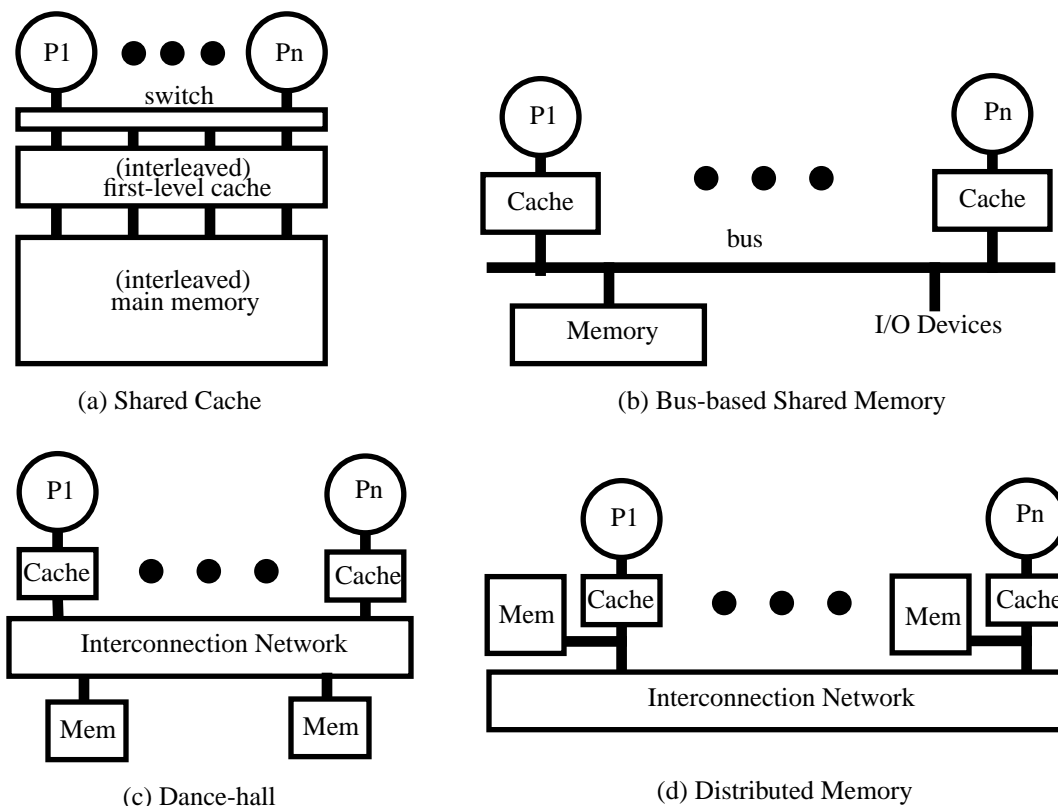 P1
Pn
switch
(interleaved)
first-level cache
(interleaved)
main memory
(a) Shared Cache
P1
Pn
Cache
Cache
bus
Memory
I/O Devices
(b) Bus-based Shared Memory
P1
Pn
Cache
Cache
Interconnection Network
Mem
Mem
(c) Dance-hall
P1
Pn
Mem
Cache
Mem
Cache
Interconnection Network
(d) Distributed Memory